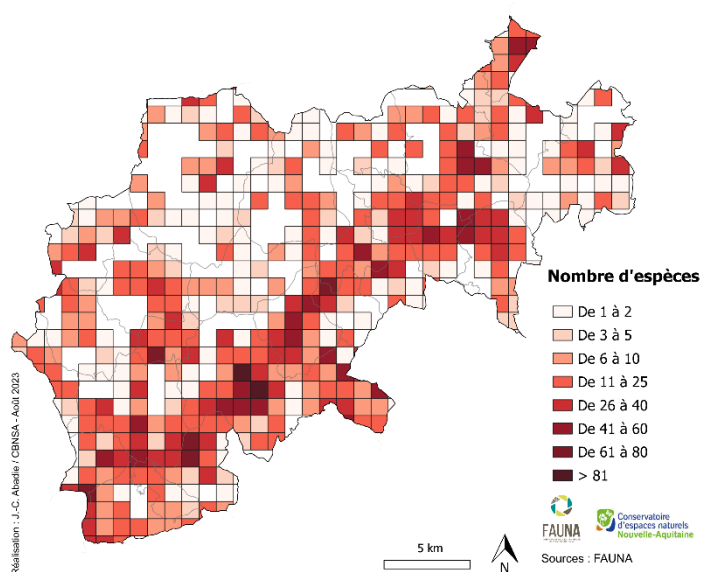 Nombre d'espèces
De 1 à 2
De 3 à 5
De 6 à 10
De 11 à 25
De 26 à 40
De 41 à 60
De 61 à 80
> 81
FAUNA
Conservatoire
d'espaces naturels
Nouvelle-Aquitaine
5 km
N
Sources : FAUNA
Réalisation : J.-C. Abadie / CBNSA - Août 2023